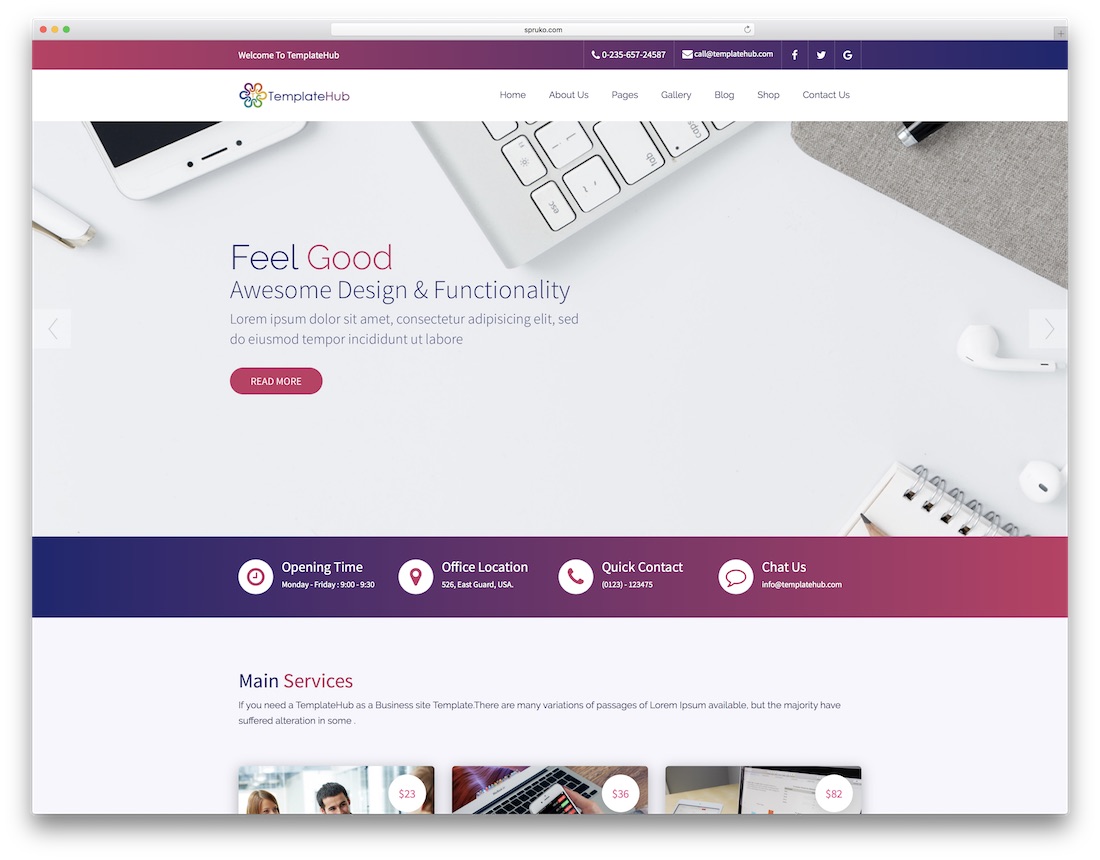 spruko.com
Welcome To TemplateHub
0-235-657-24587
call@templatehub.com
TemplateHub
Home About Us Pages Gallery Blog Shop Contact Us
tab
esc
Feel Good
Awesome Design & Functionality
Lorem ipsum dolor sit amet, consectetur adipisicing elit, sed
do eiusmod tempor incididunt ut labore
READ MORE
Opening Time
Monday - Friday : 9:00 - 9:30
Office Location
526, East Guard, USA.
Quick Contact
(0123) - 123475
Chat Us
info@templatehub.com
Main Services
If you need a TemplateHub as a Business site Template.There are many variations of passages of Lorem Ipsum available, but the majority have
suffered alteration in some .
$23
$36
$82